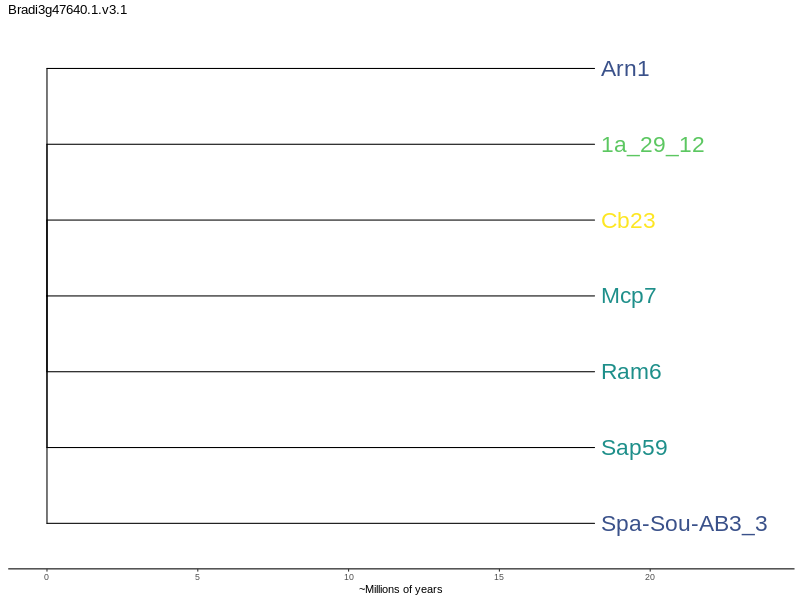 Bradi3g47640.1.v3.1
Arn1
1a_29_12
Cb23
Mcp7
Ram6
Sap59
Spa-Sou-AB3_3
0 5 10 15 20
~Millions of years